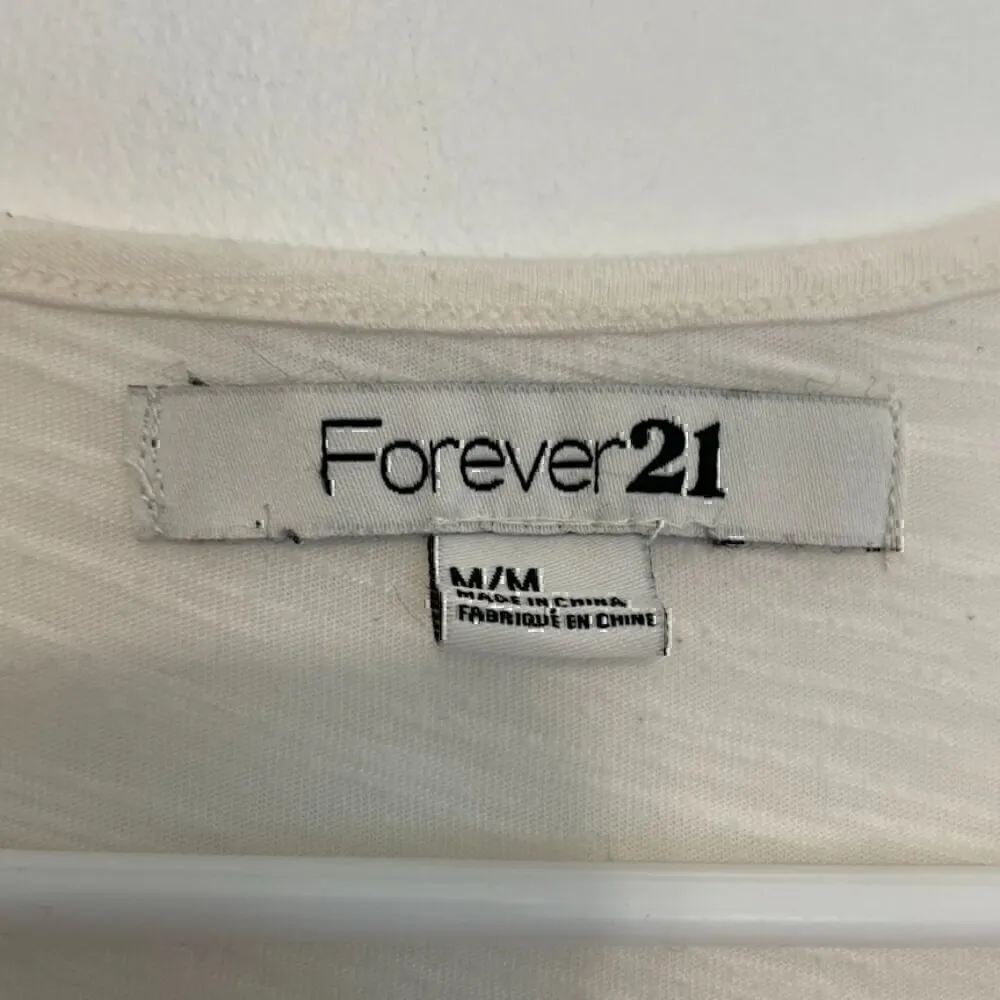 Forever21
M/M
MADE IN CHINA
FABRIQUÉ EN CHINE